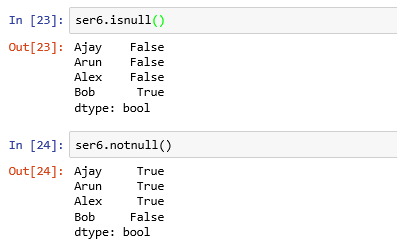 In [23]: ser6.isnull()
Out[23]: Ajay    False
Arun    False
Alex    False
Bob      True
dtype: bool
In [24]: ser6.notnull()
Out[24]: Ajay     True
Arun     True
Alex     True
Bob     False
dtype: bool